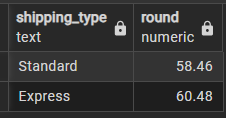 shipping_type round
text numeric
Standard 58.46
Express 60.48